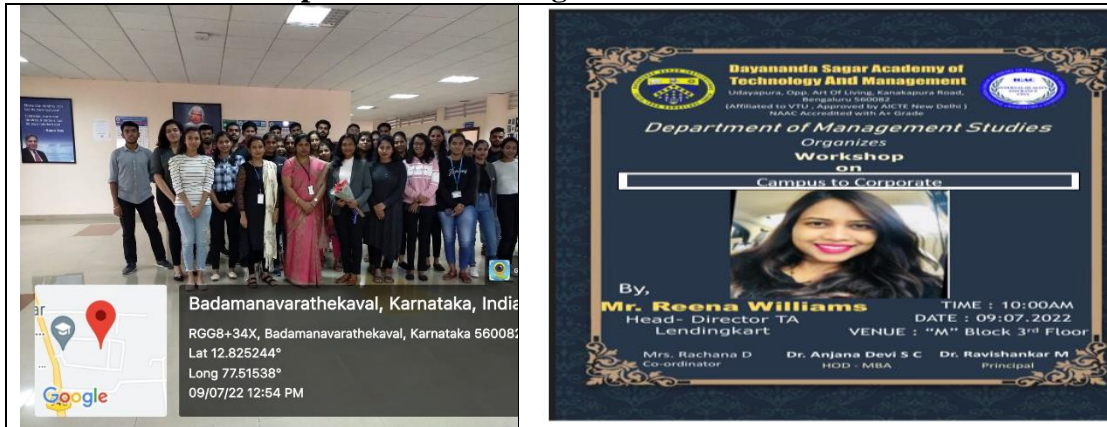 Badamanavarathekaval, Karnataka, India
RGG8+34X, Badamanavarathekaval, Karnataka 560082
Lat 12.825244°
Long 77.51538°
09/07/22 12:54 PM
Google
Dayananda Sagar Academy of
Technology And Management
Udayapura, Opp. Art Of Living, Kanakapura Road,
Bengaluru 560082
(Affiliated to VTU , Approved by AICTE New Delhi )
NAAC Accredited with A+ Grade
Department of Management Studies
Organizes
Workshop
on
Campus to Corporate
By,
Mr. Reena Williams
Head- Director TA
Lendingkart
TIME : 10:00AM
DATE : 09:07.2022
VENUE : “M” Block 3rd Floor
Mrs. Rachana D
Co-ordinator
Dr. Anjana Devi S C
HOD - MBA
Dr. Ravishankar M
Principal